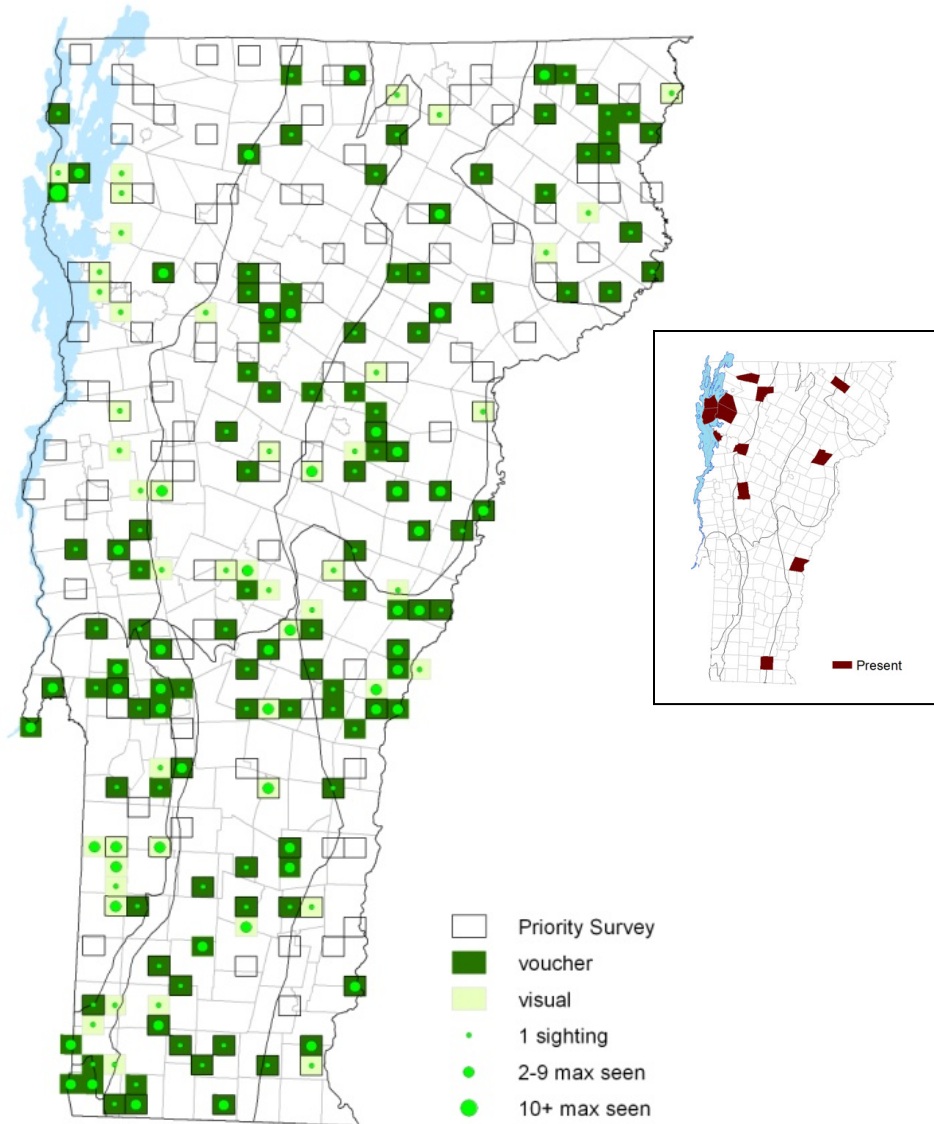 Present
Priority Survey
voucher
visual
1 sighting
2-9 max seen
10+ max seen